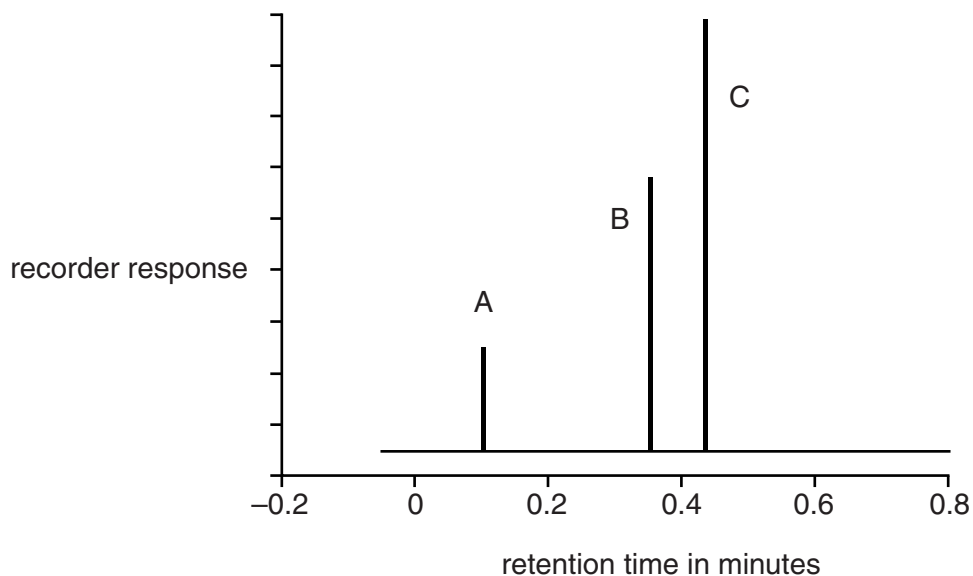 C
B
recorder response
A
–0.2
0
0.2
0.4
0.6
0.8
retention time in minutes